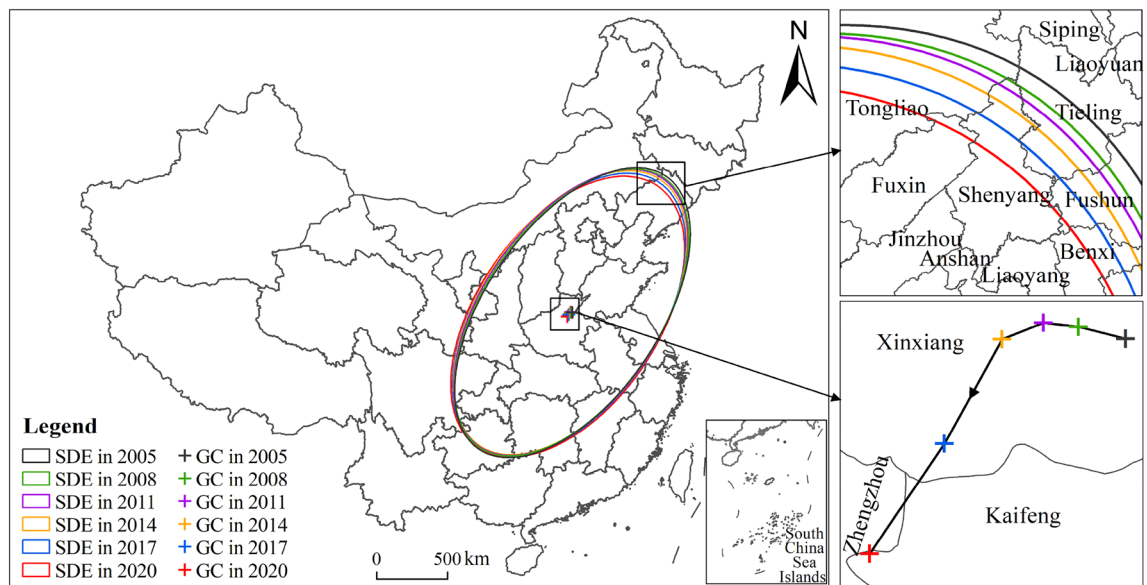 N
Legend
SDE in 2005 GC in 2005
SDE in 2008 GC in 2008
SDE in 2011 GC in 2011
SDE in 2014 GC in 2014
SDE in 2017 GC in 2017
SDE in 2020 GC in 2020
0 500 km
South
China
Sea
Islands
Siping
Liaoyuan
Tongliao
Tieling
Fuxin
Shenyang
Fushun
Jinzhou
Benxi
Anshan
Liaoyang
Xinxiang
Zhengzhou
Kaifeng